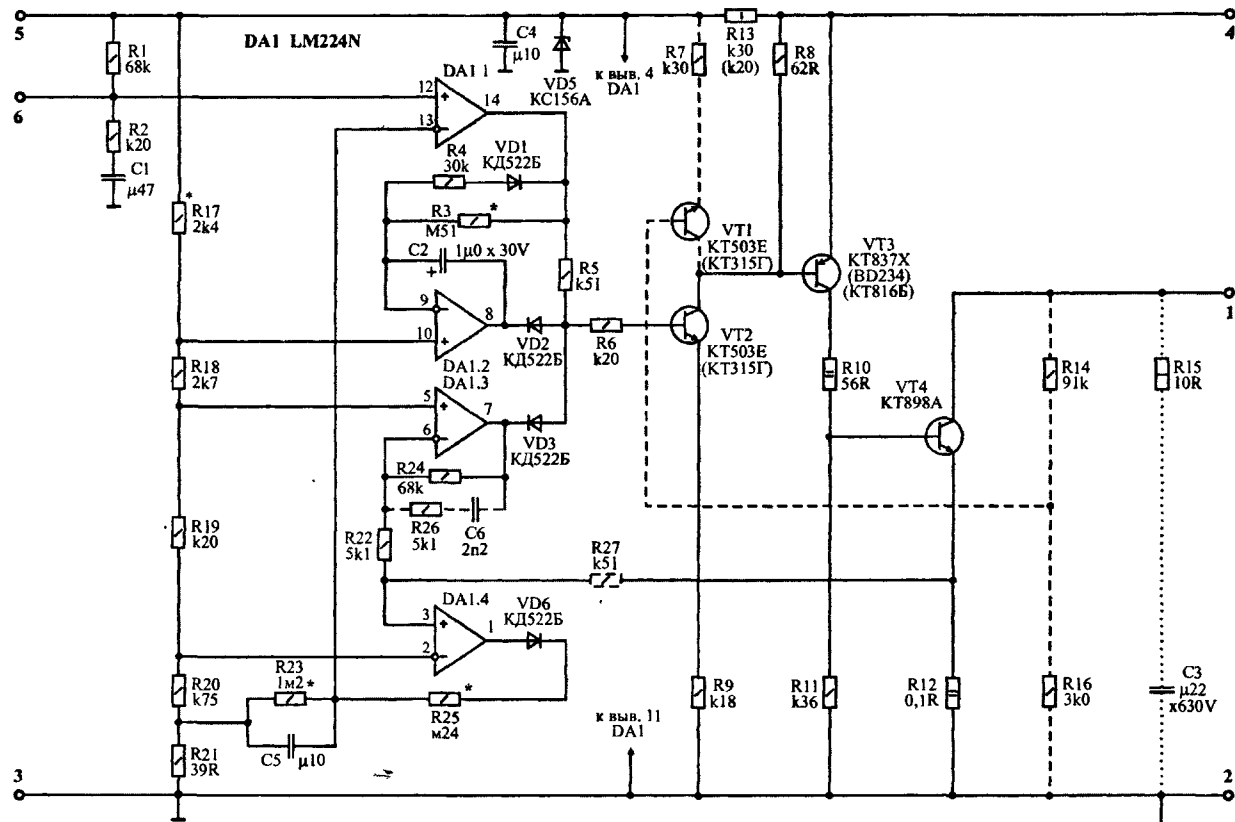 5
4
DA1 LM224N
R1
68k
C4
µ10
VD5
КС156А
к выв. 4
DA1
R7
k30
R13
k30
(k20)
R8
62R
6
R2
k20
C1
µ47
DA1 1
12
13
14
R4
30k
VD1
КД522Б
R3
*
М51
C2
1µ0 x 30V
+
R5
k51
*
R17
2k4
VT1
КТ503Е
(КТ315Г)
VT3
КТ837Х
(BD234)
(КТ816Б)
1
9
10
8
DA1.2
VD2
КД522Б
R6
k20
VT2
КТ503Е
(КТ315Г)
R18
2k7
DA1.3
5
6
7
VD3
КД522Б
R10
56R
VT4
КТ898А
R14
91k
R15
10R
R24
68k
R26
5k1
C6
2n2
R19
k20
R22
5k1
R27
k51
DA1.4
3
2
1
VD6
КД522Б
R20
k75
R23
1м2 *
R25
*
м24
C5
µ10
R21
39R
к выв. 11
DA1
R9
k18
R11
k36
R12
0,1R
R16
3k0
C3
µ22
x630V
3
2